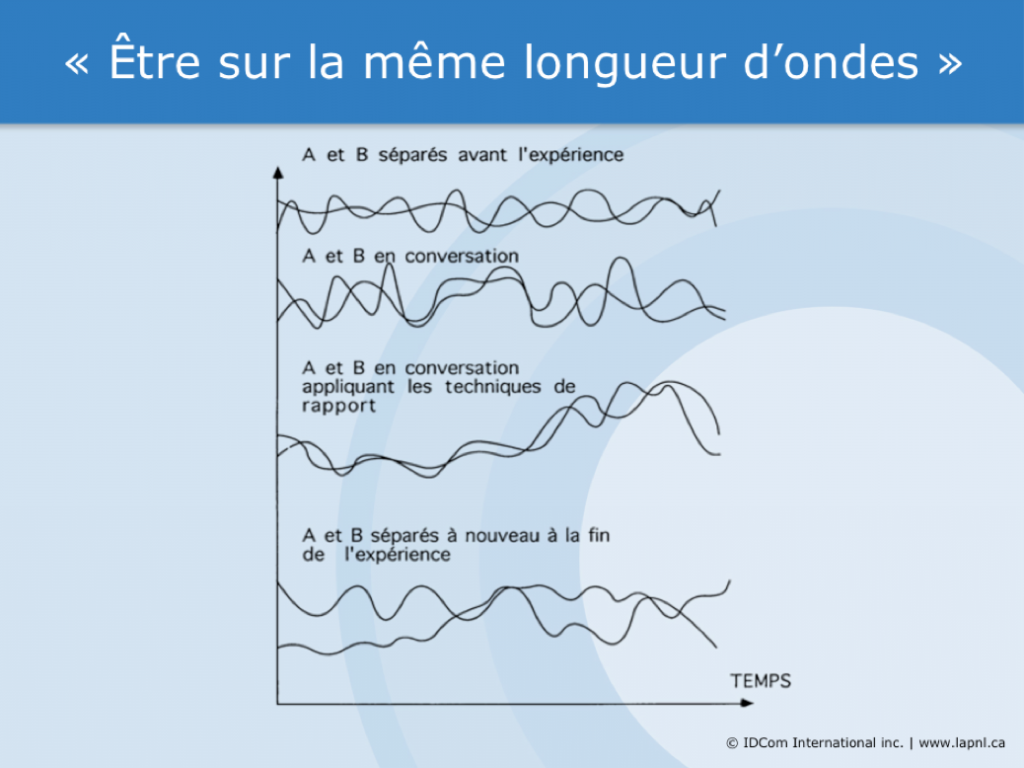 « Être sur la même longueur d’ondes »
A et B séparés avant l'expérience
A et B en conversation
A et B en conversation
appliquant les techniques de
rapport
A et B séparés à nouveau à la fin
de l'expérience
TEMPS
© IDCom International inc. | www.lapnl.ca